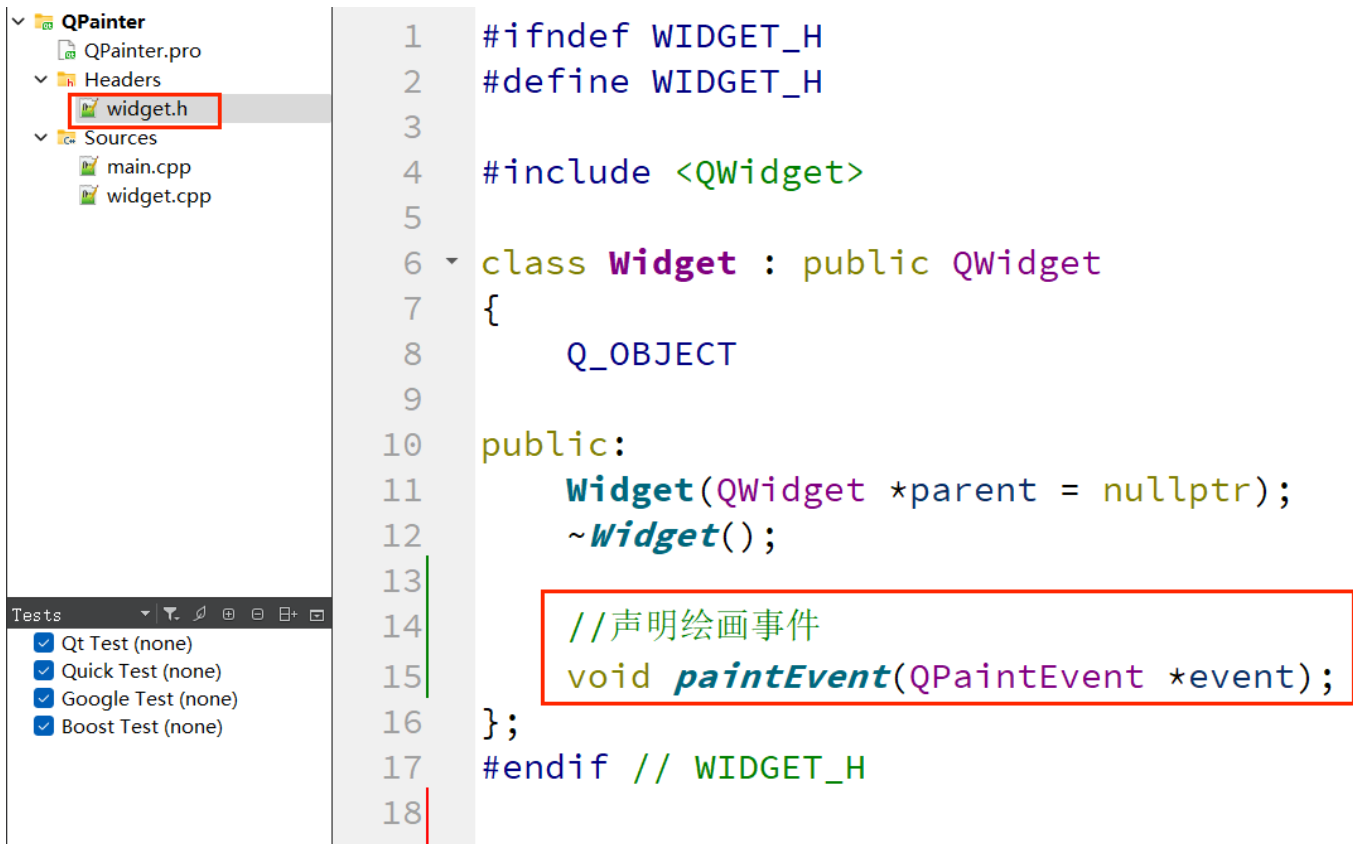 QPainter
QPainter.pro
Headers
widget.h
Sources
main.cpp
widget.cpp
Tests
Qt Test (none)
Quick Test (none)
Google Test (none)
Boost Test (none)
1 #ifndef WIDGET_H
2 #define WIDGET_H
3
4 #include <QWidget>
5
6 class Widget : public QWidget
7 {
8 Q_OBJECT
9
10 public:
11 Widget(QWidget *parent = nullptr);
12 ~Widget();
13
14 //声明绘画事件
15 void paintEvent(QPaintEvent *event);
16 };
17 #endif // WIDGET_H
18